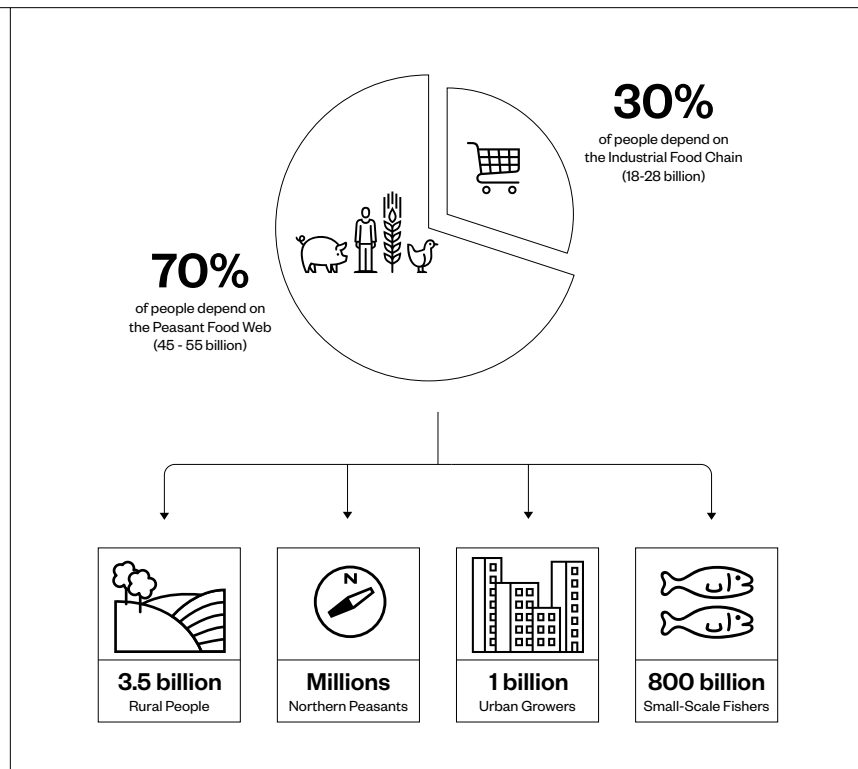 30%
of people depend on
the Industrial Food Chain
(18-28 billion)
70%
of people depend on
the Peasant Food Web
(45 - 55 billion)
N
3.5 billion
Rural People
Millions
Northern Peasants
1 billion
Urban Growers
800 billion
Small-Scale Fishers